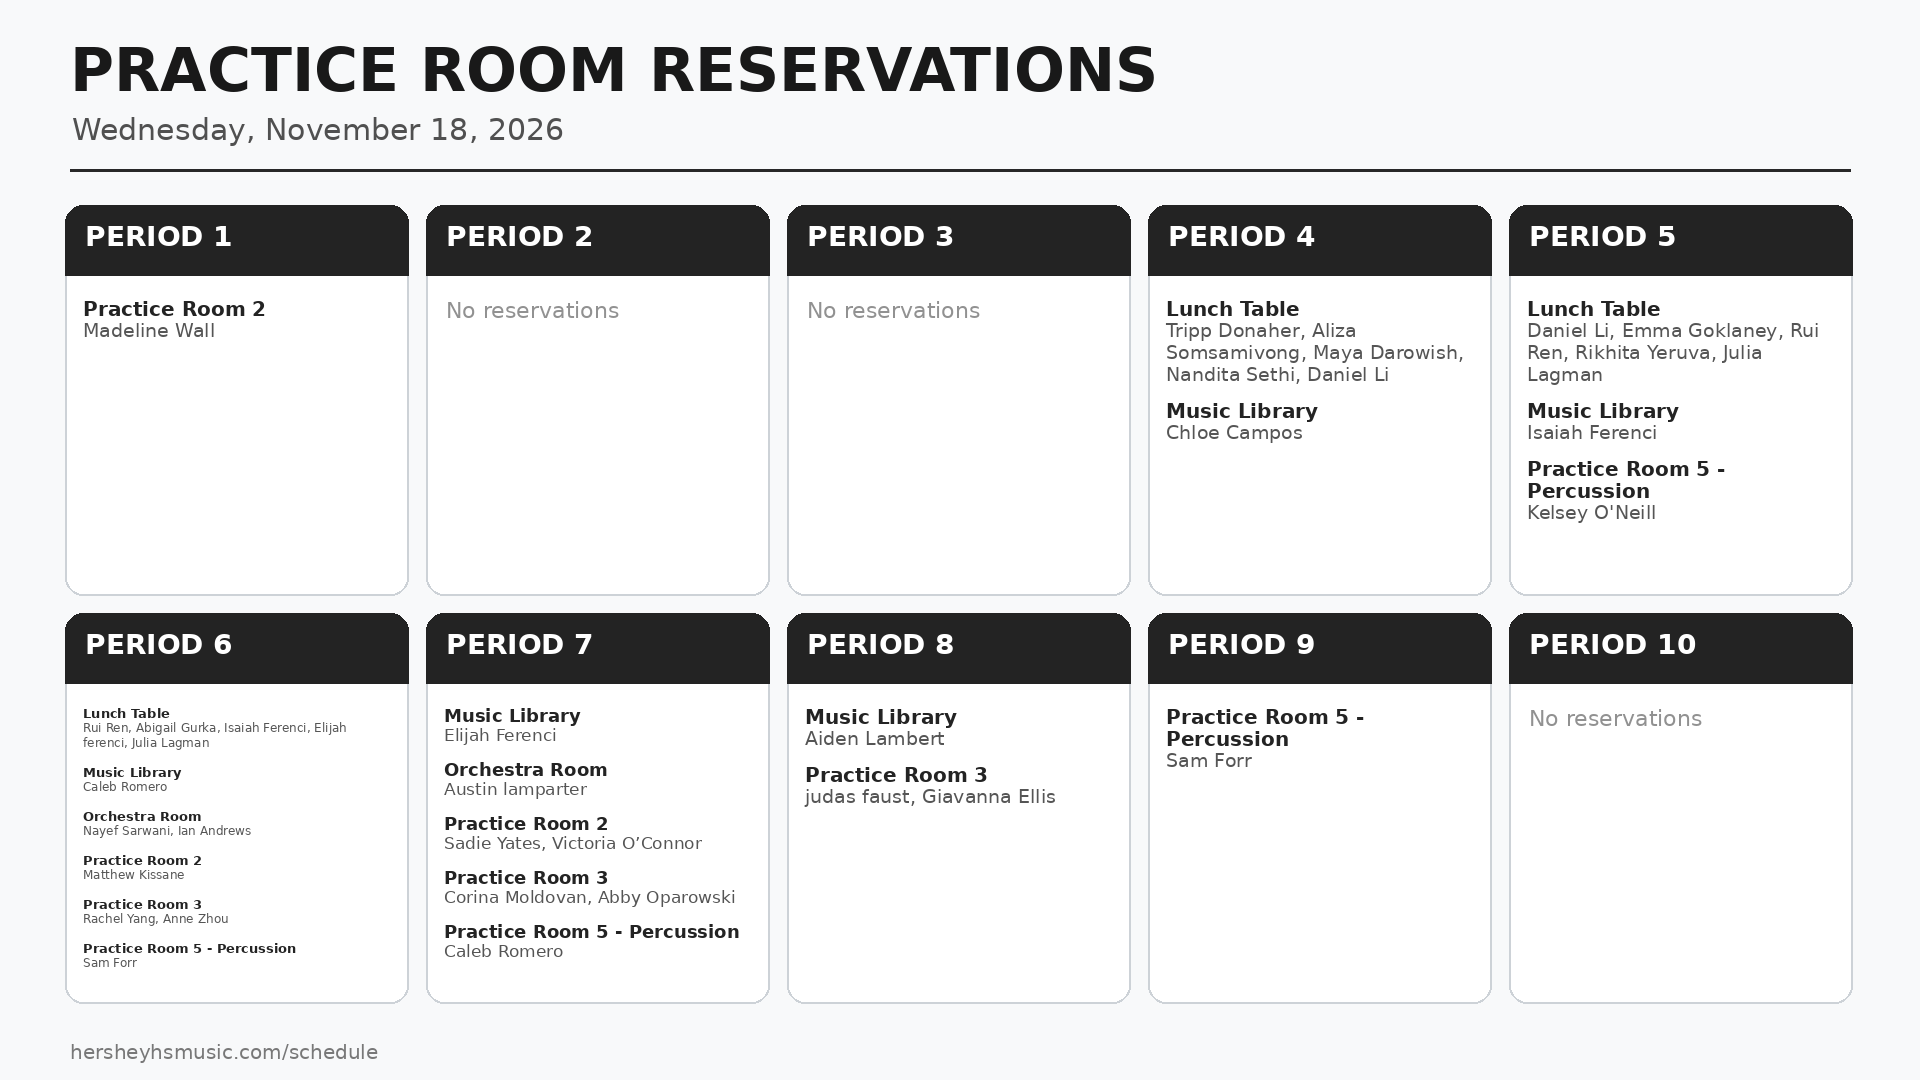 PRACTICE ROOM RESERVATIONS
Wednesday, November 18, 2026
PERIOD 1
Practice Room 2
Madeline Wall
PERIOD 2
No reservations
PERIOD 3
No reservations
PERIOD 4
Lunch Table
Tripp Donaher, Aliza
Somsamivong, Maya Darowish,
Nandita Sethi, Daniel Li
Music Library
Chloe Campos
PERIOD 5
Lunch Table
Daniel Li, Emma Goklaney, Rui
Ren, Rikhita Yeruva, Julia
Lagman
Music Library
Isaiah Ferenci
Practice Room 5 -
Percussion
Kelsey O'Neill
PERIOD 6
Lunch Table
Rui Ren, Abigail Gurka, Isaiah Ferenci, Elijah
ferenci, Julia Lagman
Music Library
Caleb Romero
Orchestra Room
Nayef Sarwani, Ian Andrews
Practice Room 2
Matthew Kissane
Practice Room 3
Rachel Yang, Anne Zhou
Practice Room 5 - Percussion
Sam Forr
PERIOD 7
Music Library
Elijah Ferenci
Orchestra Room
Austin lamparter
Practice Room 2
Sadie Yates, Victoria O’Connor
Practice Room 3
Corina Moldovan, Abby Oparowski
Practice Room 5 - Percussion
Caleb Romero
PERIOD 8
Music Library
Aiden Lambert
Practice Room 3
judas faust, Giavanna Ellis
PERIOD 9
Practice Room 5 -
Percussion
Sam Forr
PERIOD 10
No reservations
hersheyhsmusic.com/schedule